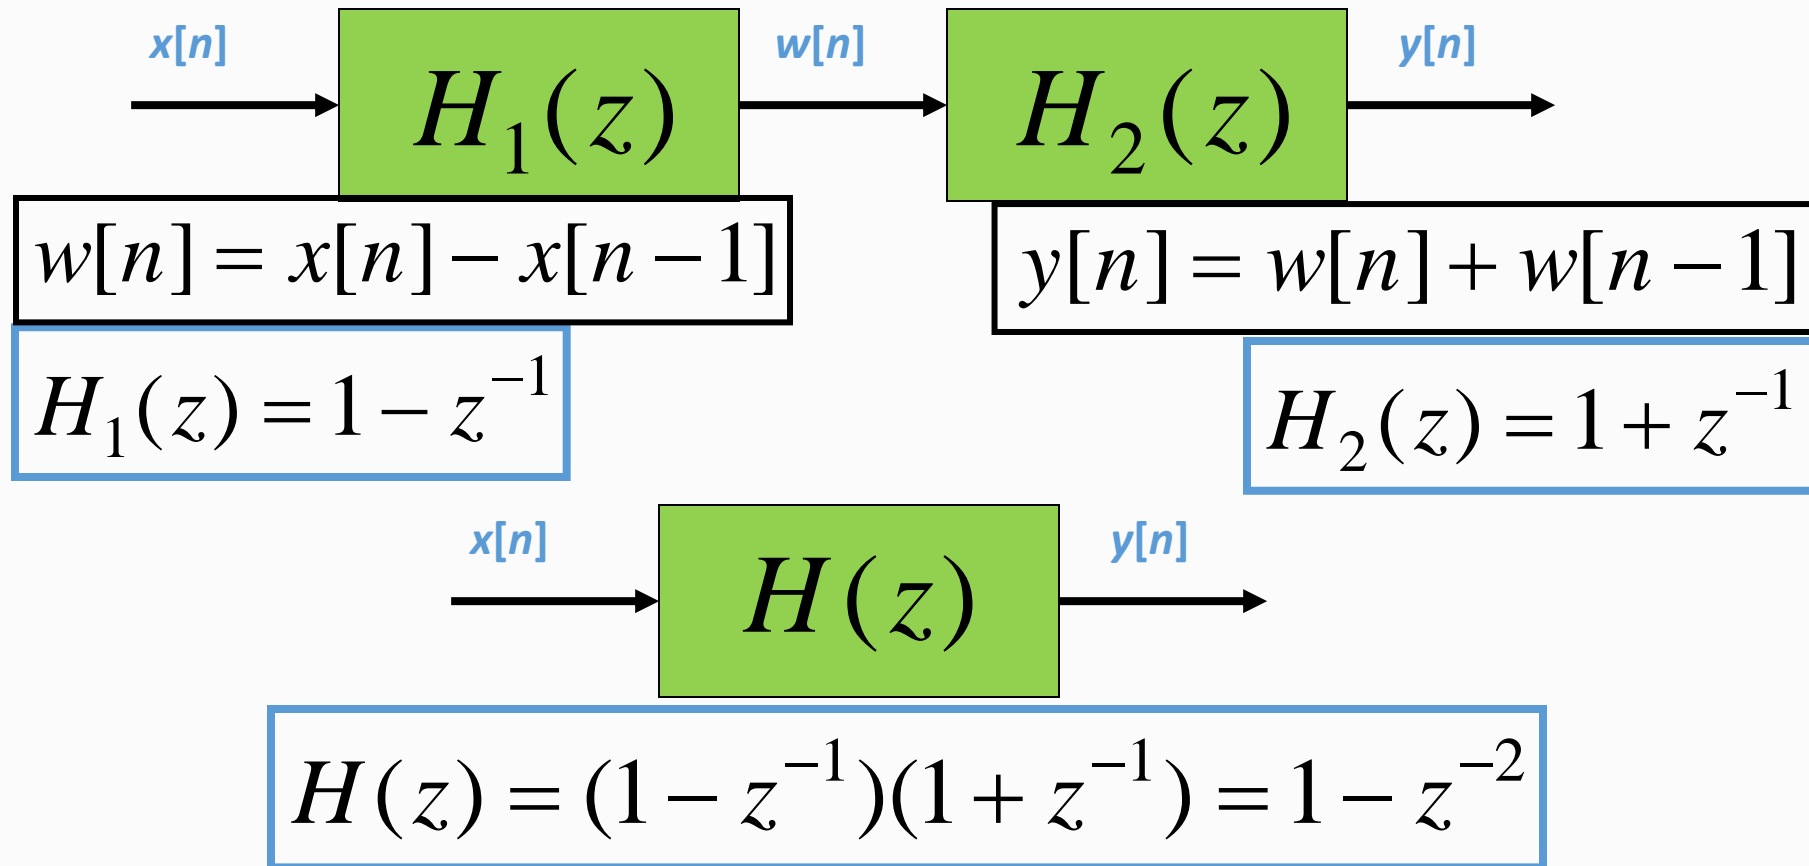 x[n] w[n] y[n]
H₁(z) H₂(z)
w[n] = x[n] − x[n − 1]
y[n] = w[n] + w[n − 1]
H₁(z) = 1 − z⁻¹
H₂(z) = 1 + z⁻¹
x[n] y[n]
H(z)
H(z) = (1 − z⁻¹)(1 + z⁻¹) = 1 − z⁻²